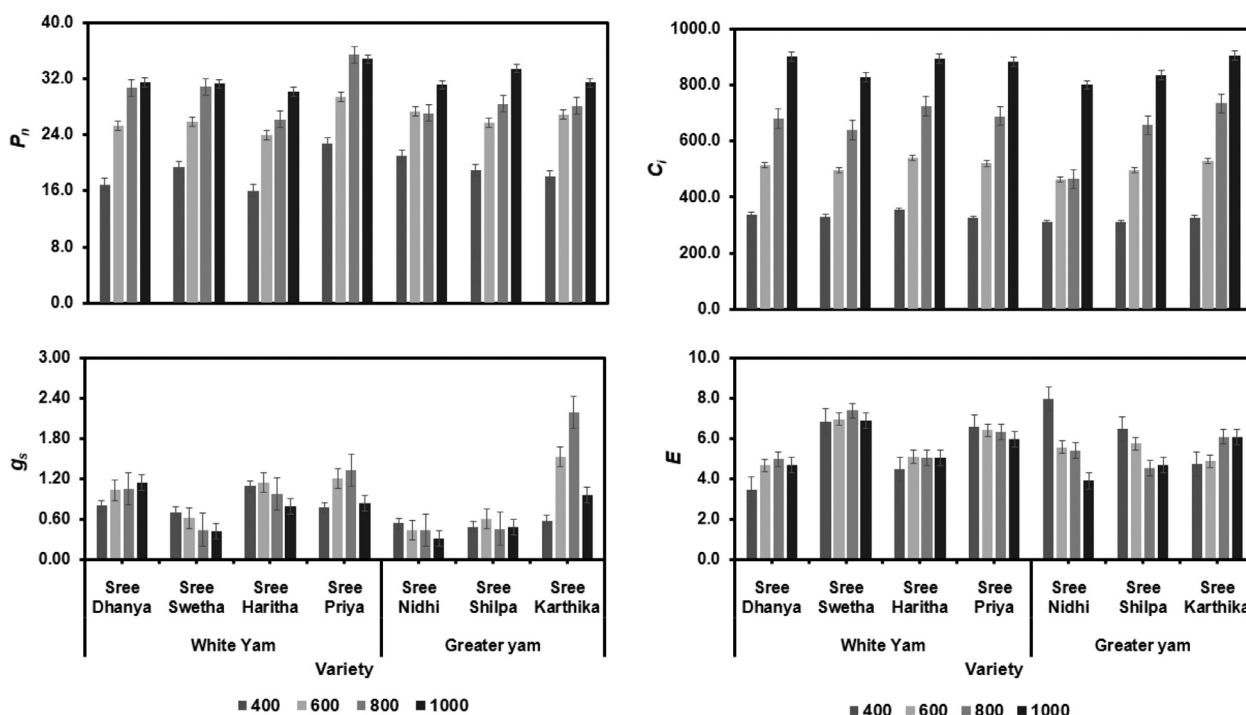 40.0
32.0
24.0
16.0
8.0
0.0
Pn
1000.0
800.0
600.0
400.0
200.0
0.0
Ci
3.00
2.40
1.80
1.20
0.60
0.00
gs
Sree Sree Sree Sree Sree Sree Sree
Dhanya Swetha Haritha Priya Nidhi Shilpa Karthika
White Yam Greater yam
Variety
400 600 800 1000
10.0
8.0
6.0
4.0
2.0
0.0
E
Sree Sree Sree Sree Sree Sree Sree
Dhanya Swetha Haritha Priya Nidhi Shilpa Karthika
White Yam Greater yam
Variety
400 600 800 1000